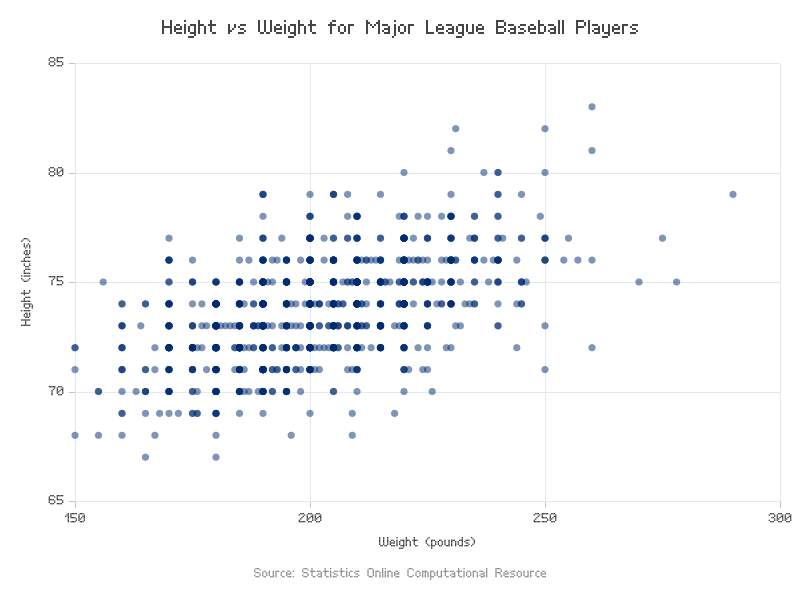 Height vs Weight for Major League Baseball Players
85
80
75
70
65
Height (inches)
150
200
250
300
Weight (pounds)
Source: Statistics Online Computational Resource